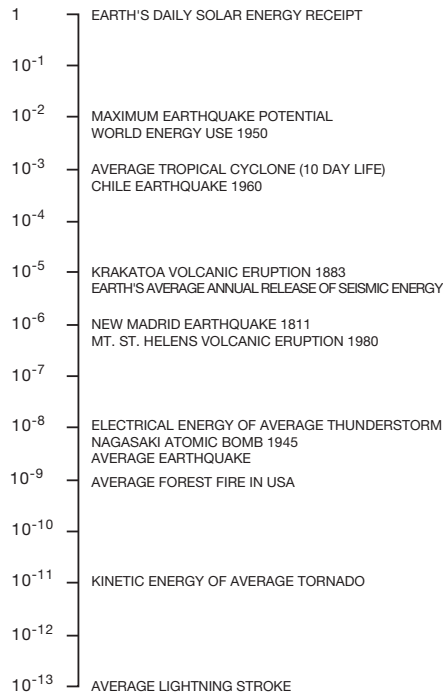 1 EARTH'S DAILY SOLAR ENERGY RECEIPT
10-1
10-2 MAXIMUM EARTHQUAKE POTENTIAL
WORLD ENERGY USE 1950
10-3 AVERAGE TROPICAL CYCLONE (10 DAY LIFE)
CHILE EARTHQUAKE 1960
10-4
10-5 KRAKATOA VOLCANIC ERUPTION 1883
EARTH'S AVERAGE ANNUAL RELEASE OF SEISMIC ENERGY
10-6 NEW MADRID EARTHQUAKE 1811
MT. ST. HELENS VOLCANIC ERUPTION 1980
10-7
10-8 ELECTRICAL ENERGY OF AVERAGE THUNDERSTORM
NAGASAKI ATOMIC BOMB 1945
AVERAGE EARTHQUAKE
10-9 AVERAGE FOREST FIRE IN USA
10-10
10-11 KINETIC ENERGY OF AVERAGE TORNADO
10-12
10-13 AVERAGE LIGHTNING STROKE